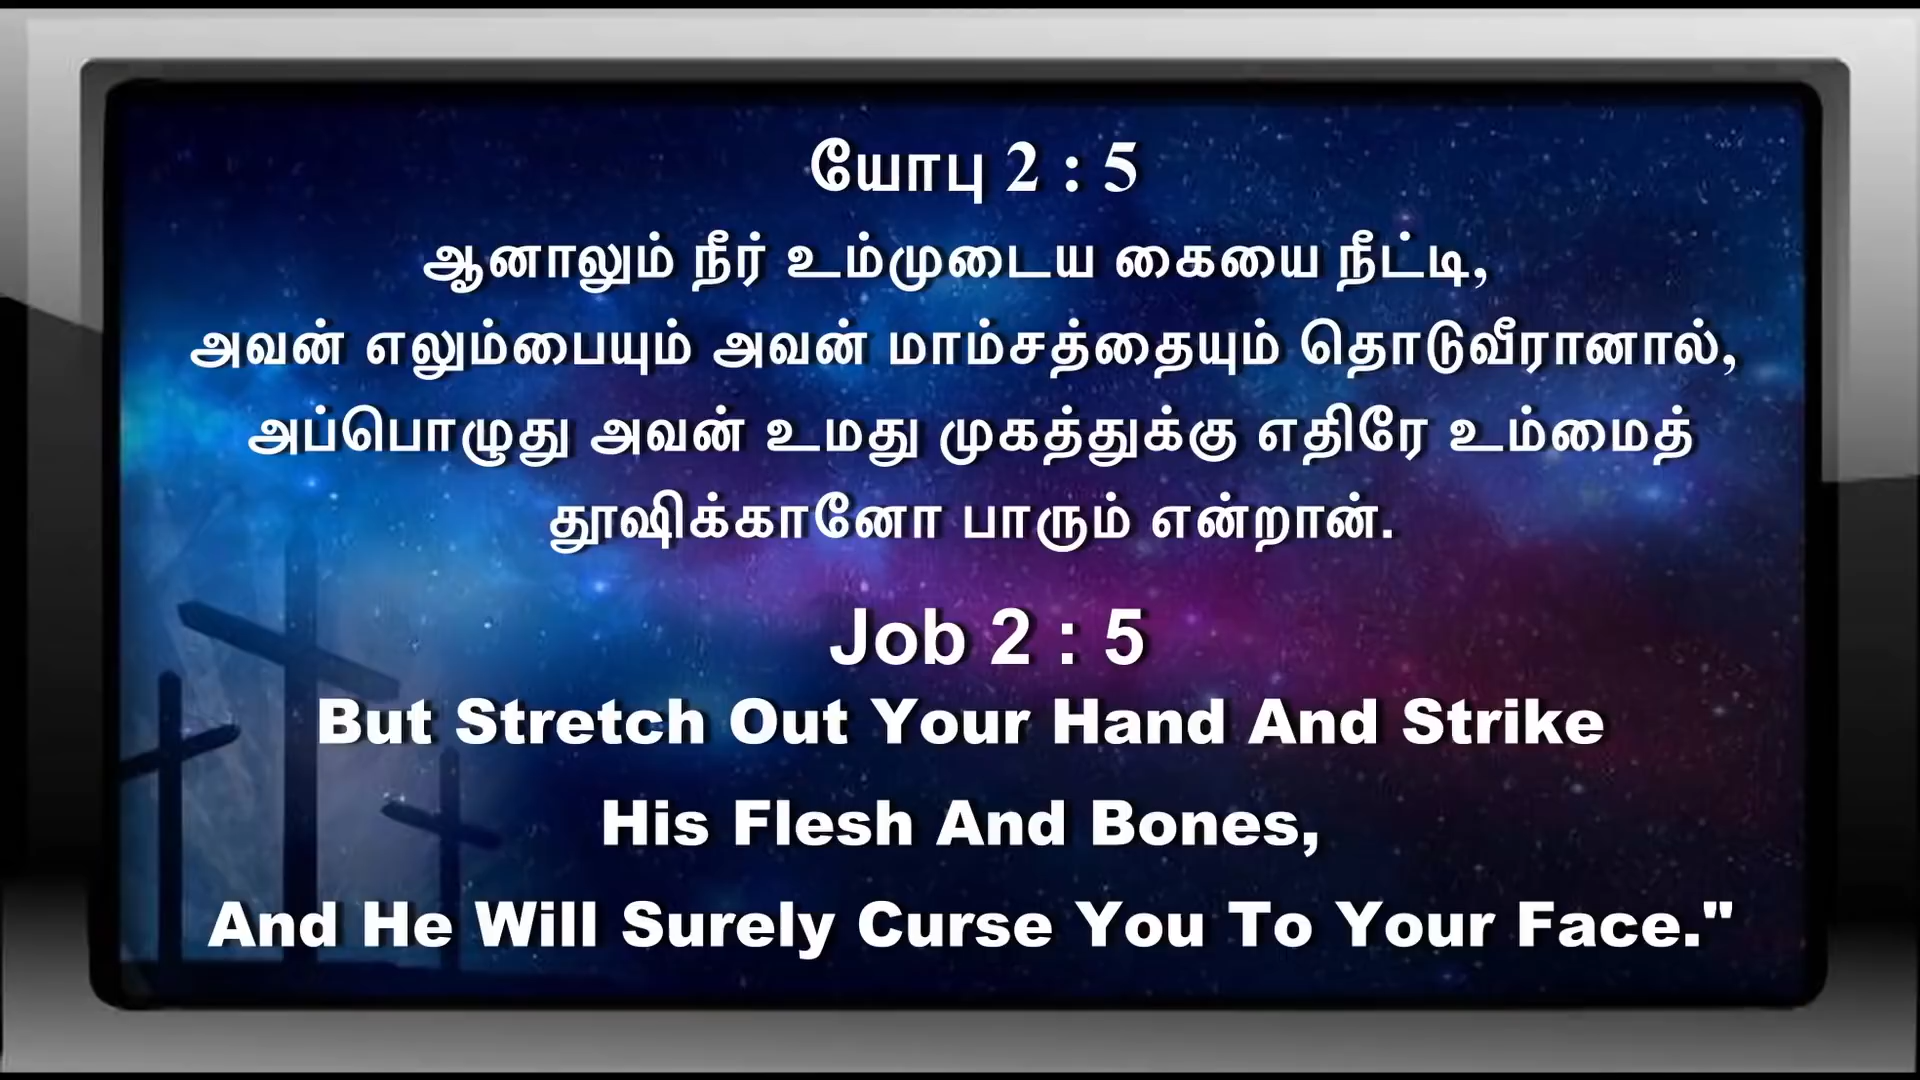 யோபு 2 : 5
ஆனாலும் நீர் உம்முடைய கையை நீட்டி,
அவன் எலும்பையும் அவன் மாம்சத்தையும் தொடுவீரானால்,
அப்பொழுது அவன் உமது முகத்துக்கு எதிரே உம்மைத்
தூஷிக்கானோ பாரும் என்றான்.
Job 2 : 5
But Stretch Out Your Hand And Strike
His Flesh And Bones,
And He Will Surely Curse You To Your Face."